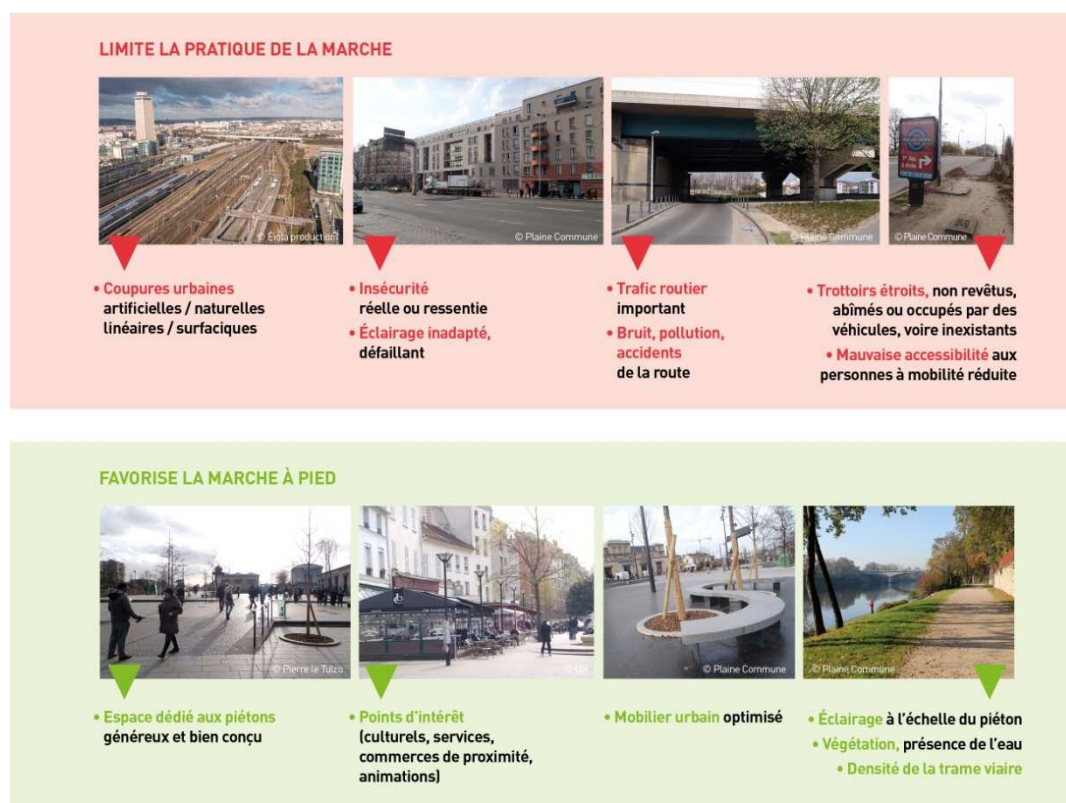 LIMITE LA PRATIQUE DE LA MARCHE
© Eiola production
© Plaine Commune
© Plaine Commune
© Plaine Commune
• Coupures urbaines
artificielles / naturelles
linéaires / surfaciques
• Insécurité
réelle ou ressentie
• Éclairage inadapté,
défaillant
• Trafic routier
important
• Bruit, pollution,
accidents
de la route
• Trottoirs étroits, non revêtus,
abîmés ou occupés par des
véhicules, voire inexistants
• Mauvaise accessibilité aux
personnes à mobilité réduite
FAVORISE LA MARCHE À PIED
© Pierre le Tulzo
© Plaine Commune
© Plaine Commune
• Espace dédié aux piétons
généreux et bien conçu
• Points d'intérêt
(culturels, services,
commerces de proximité,
animations)
• Mobilier urbain optimisé
• Éclairage à l'échelle du piéton
• Végétation, présence de l'eau
• Densité de la trame viaire